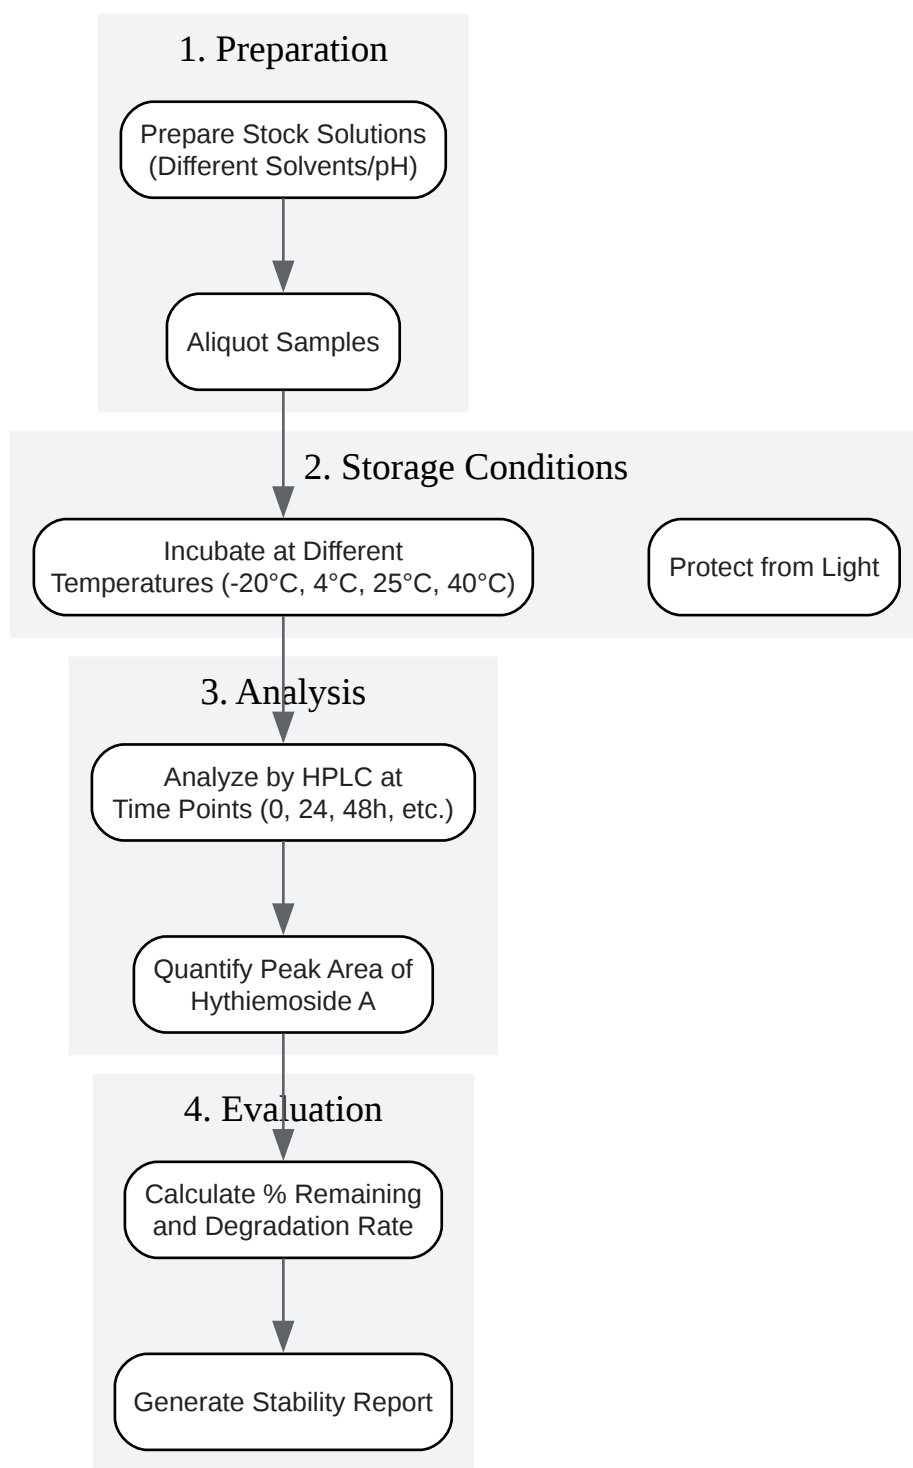 1. Preparation
Prepare Stock Solutions
(Different Solvents/pH)
Aliquot Samples
2. Storage Conditions
Incubate at Different
Temperatures (-20°C, 4°C, 25°C, 40°C)
Protect from Light
3. Analysis
Analyze by HPLC at
Time Points (0, 24, 48h, etc.)
Quantify Peak Area of
Hythiemoside A
4. Evaluation
Calculate % Remaining
and Degradation Rate
Generate Stability Report